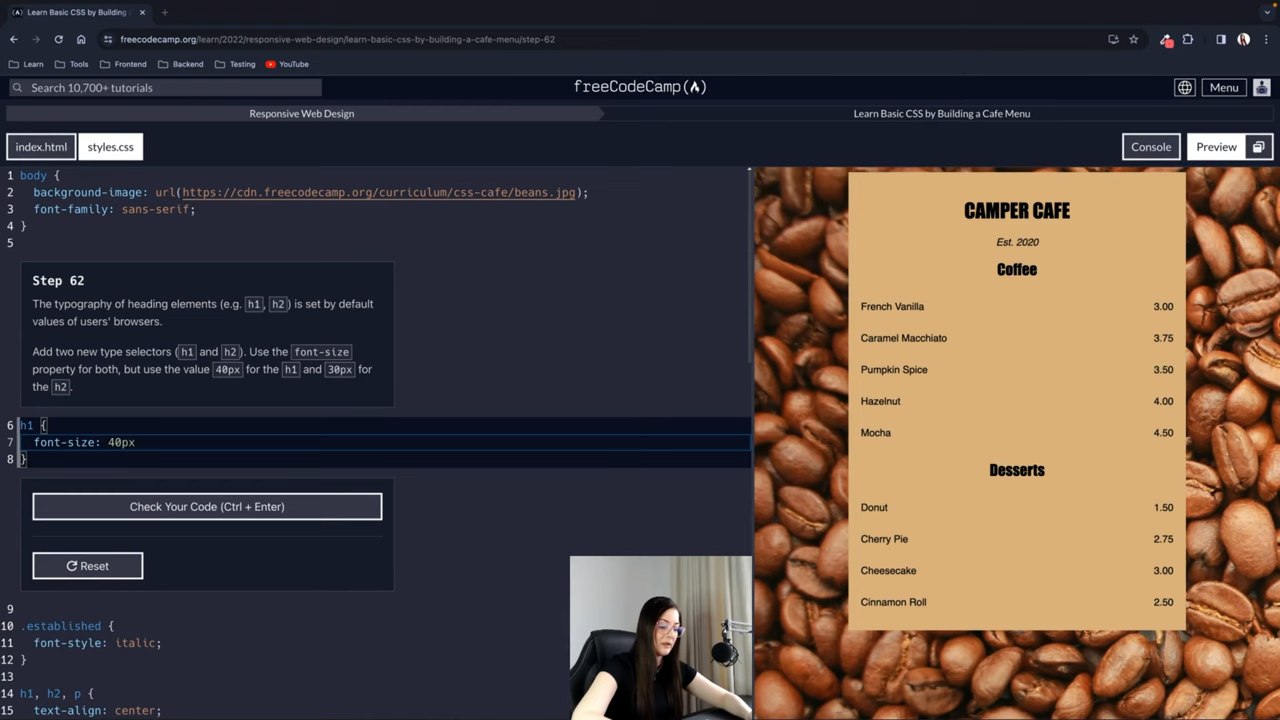 Learn Basic CSS by Building
freecodecamp.org/learn/2022/responsive-web-design/learn-basic-css-by-building-a-cafe-menu/step-62
Learn Tools Frontend Backend Testing YouTube
Search 10,700+ tutorials
freeCodeCamp(🔥)
Menu
Responsive Web Design
Learn Basic CSS by Building a Cafe Menu
index.html styles.css
Console Preview
1 body {
2 background-image: url(https://cdn.freecodecamp.org/curriculum/css-cafe/beans.jpg);
3 font-family: sans-serif;
4 }
5
Step 62
The typography of heading elements (e.g. h1, h2) is set by default
values of users' browsers.
Add two new type selectors (h1 and h2). Use the font-size
property for both, but use the value 40px for the h1 and 30px for
the h2.
6 h1 {
7 font-size: 40px
8 }
Check Your Code (Ctrl + Enter)
Reset
9
10 .established {
11 font-style: italic;
12 }
13
14 h1, h2, p {
15 text-align: center;
CAMPER CAFE
Est. 2020
Coffee
French Vanilla 3.00
Caramel Macchiato 3.75
Pumpkin Spice 3.50
Hazelnut 4.00
Mocha 4.50
Desserts
Donut 1.50
Cherry Pie 2.75
Cheesecake 3.00
Cinnamon Roll 2.50